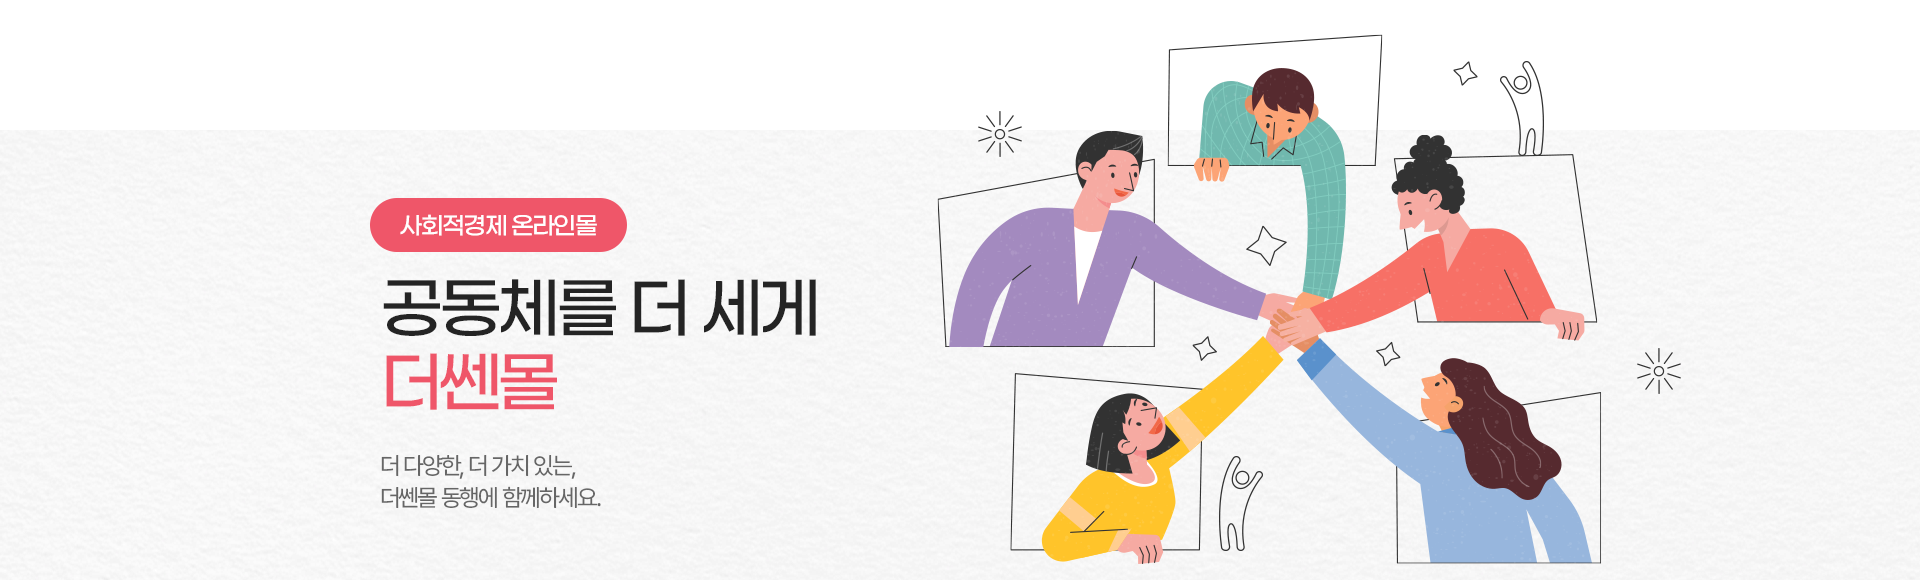 사회적경제 온라인몰
공동체를 더 세게
더쎈몰
더 다양한, 더 가치 있는,
더쎈몰 동행에 함께하세요.